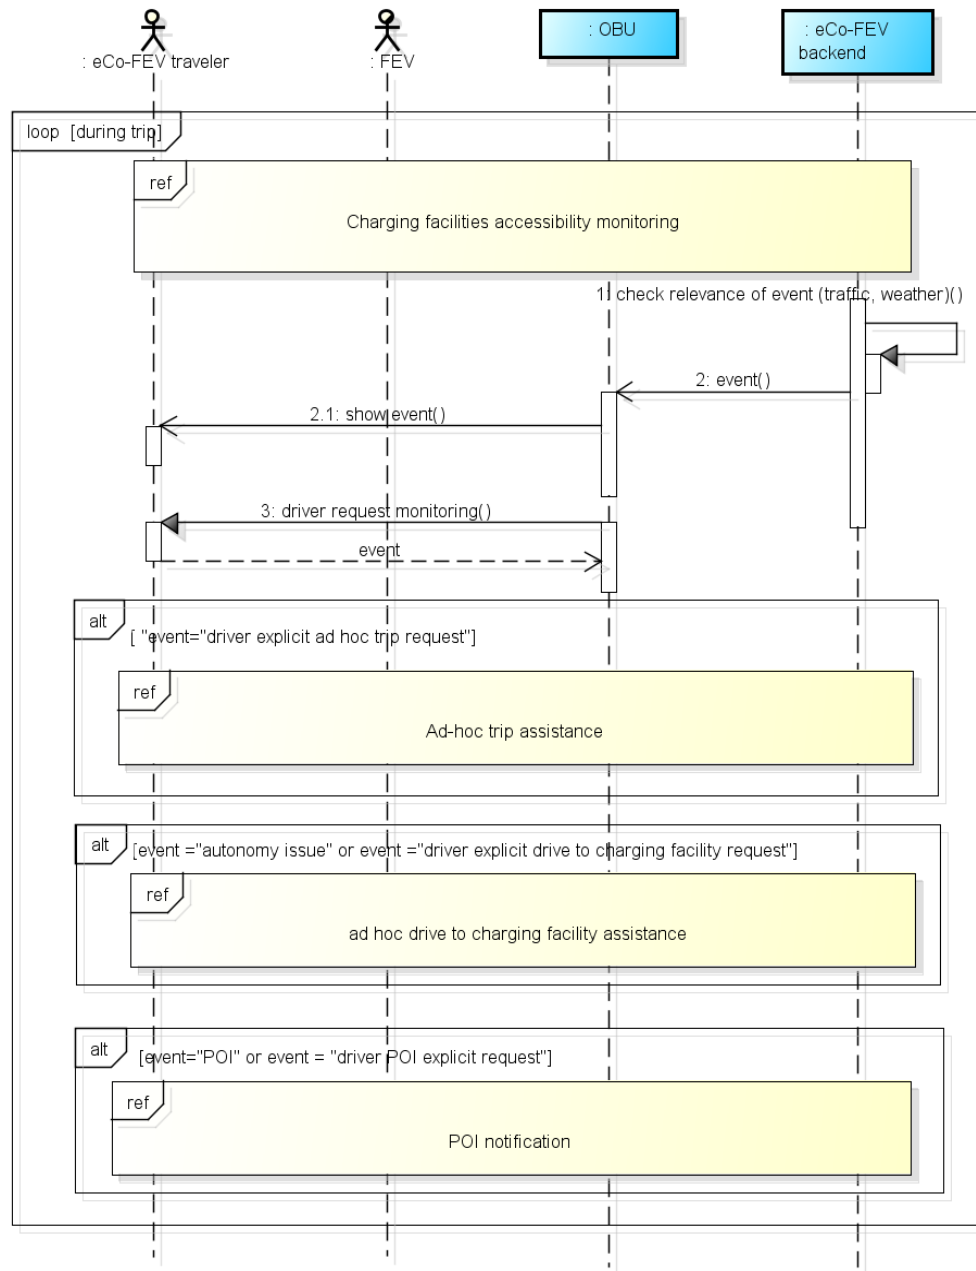 : eCo-FEV traveler
: FEV
: OBU
: eCo-FEV
backend
loop [during trip]
ref
Charging facilities accessibility monitoring
1: check relevance of event (traffic, weather)()
2: event()
2.1: show event()
3: driver request monitoring()
event
alt
[ "event="driver explicit ad hoc trip request"]
ref
Ad-hoc trip assistance
alt
[event ="autonomy issue" or event ="driver explicit drive to charging facility request"]
ref
ad hoc drive to charging facility assistance
alt
[event="POI" or event = "driver POI explicit request"]
ref
POI notification